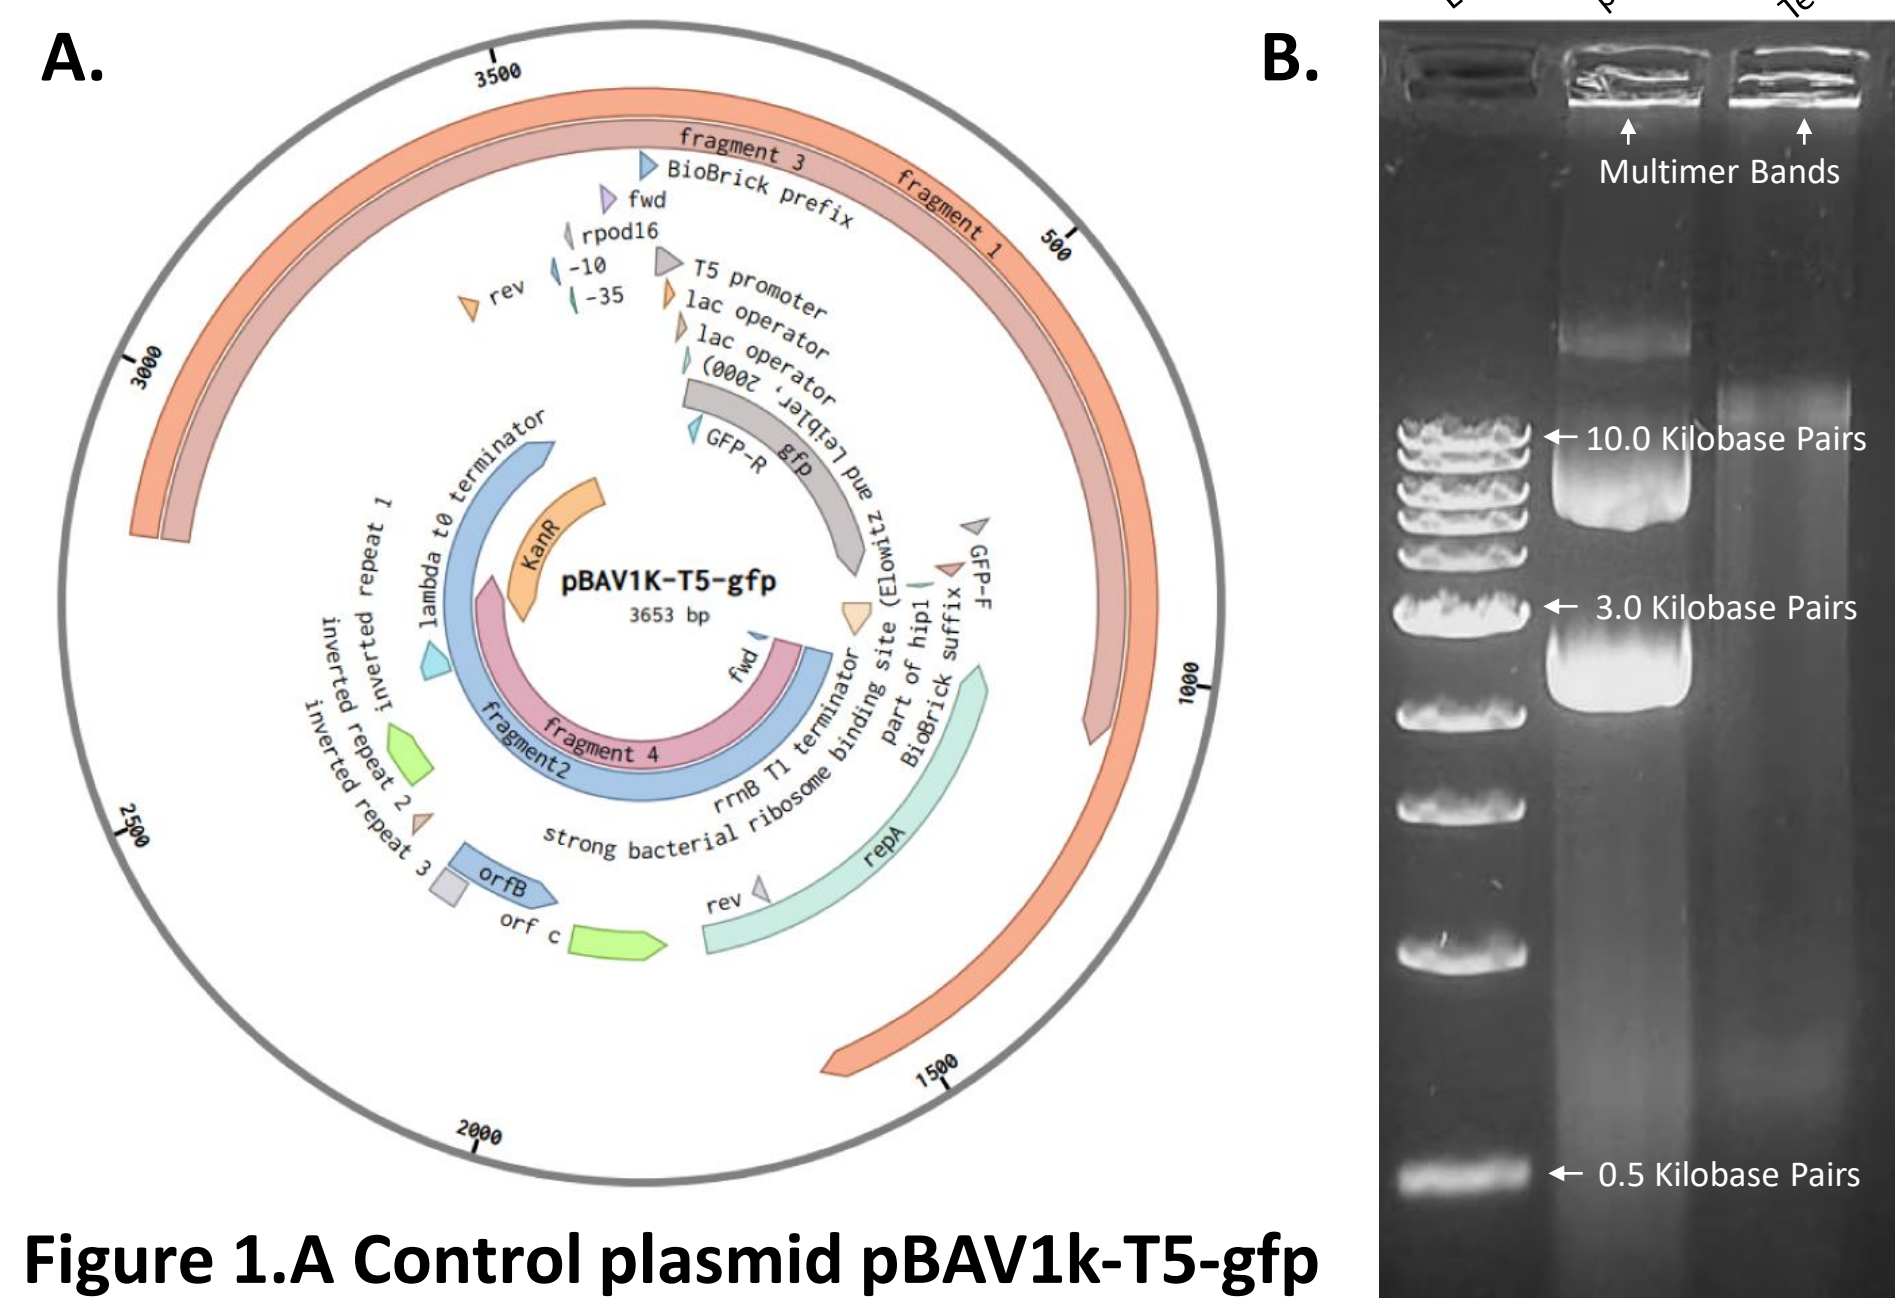 A.
3500
fragment 3
fragment 1
BioBrick prefix
fwd
rpod16
-10
-35
rev
T5 promoter
lac operator
lac operator
strong bacterial ribosome binding site (Elowitz and Leibler, 2000)
gfp
GFP-R
500
3000
lambda t0 terminator
KanR
pBAV1K-T5-gfp
3653 bp
fwd
GFP-F
BioBrick suffix
part of hip1
rrnB T1 terminator
inverted repeat 1
inverted repeat 2
inverted repeat 3
fragment2
fragment 4
1000
repA
rev
orfB
orf c
2500
1500
2000
Figure 1.A Control plasmid pBAV1k-T5-gfp
B.
Multimer Bands
10.0 Kilobase Pairs
3.0 Kilobase Pairs
0.5 Kilobase Pairs